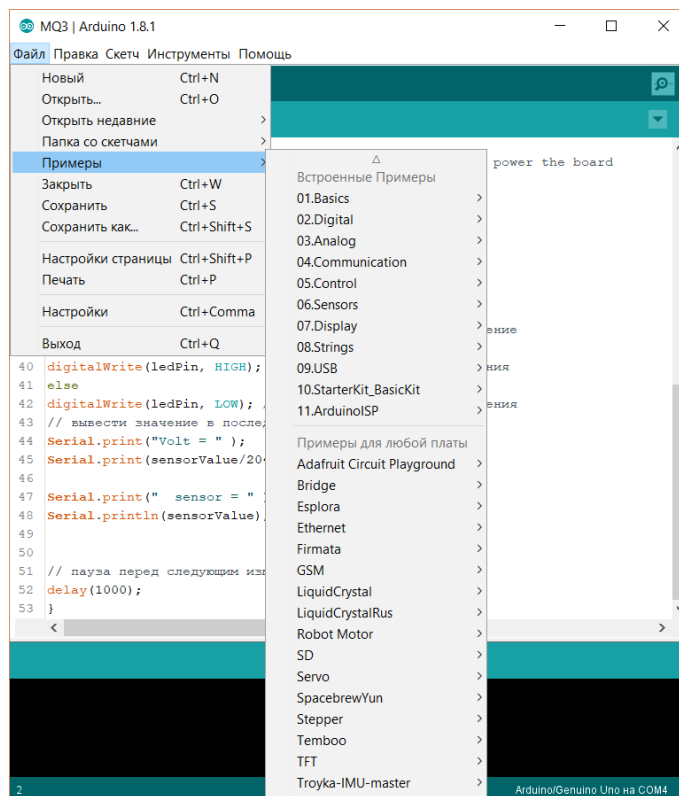 MQ3 | Arduino 1.8.1
Файл Правка Скетч Инструменты Помощь
Новый Ctrl+N
Открыть... Ctrl+O
Открыть недавние
Папка со скетчами
Примеры
Закрыть Ctrl+W
Сохранить Ctrl+S
Сохранить как... Ctrl+Shift+S
Настройки страницы Ctrl+Shift+P
Печать Ctrl+P
Настройки Ctrl+Comma
Выход Ctrl+Q
Встроенные Примеры
01.Basics
02.Digital
03.Analog
04.Communication
05.Control
06.Sensors
07.Display
08.Strings
09.USB
10.StarterKit_BasicKit
11.ArduinoISP
Примеры для любой платы
Adafruit Circuit Playground
Bridge
Esplora
Ethernet
Firmata
GSM
LiquidCrystal
LiquidCrystalRus
Robot Motor
SD
Servo
SpacebrewYun
Stepper
Temboo
TFT
Troyka-IMU-master
power the board
ение
ния
ения
40 digitalWrite(ledPin, HIGH);
41 else
42 digitalWrite(ledPin, LOW); /
43 // вывести значение в послед
44 Serial.print("Volt = " );
45 Serial.print(sensorValue/204
46
47 Serial.print("  sensor = " )
48 Serial.println(sensorValue)
49
50
51 // пауза перед следующим изм
52 delay(1000);
53 }
2 Arduino/Genuino Uno на COM4